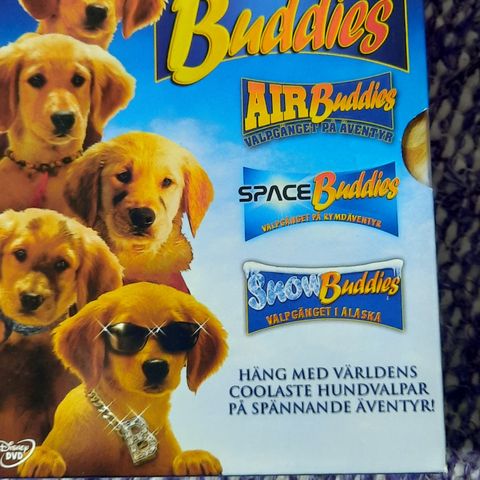 Buddies
AIR Buddies
VALPGÄNGET PÅ ÄVENTYR
SPACE Buddies
VALPGÄNGET PÅ RYMDÄVENTYR
SNOW Buddies
VALPGÄNGET I ALASKA
HÄNG MED VÄRLDENS
COOLASTE HUNDVALPAR
PÅ SPÄNNANDE ÄVENTYR!
B
Disney
DVD